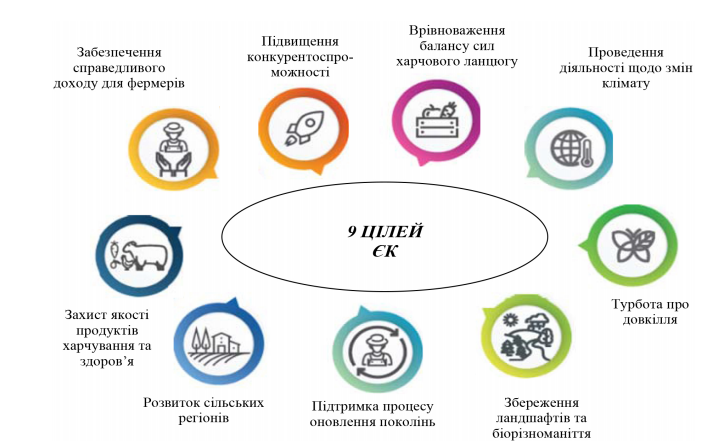 Забезпечення
справедливого
доходу для фермерів
Підвищення
конкурентоспро-
можності
Врівноваження
балансу сил
харчового ланцюгу
Проведення
діяльності щодо змін
клімату
9 ЦІЛЕЙ
ЄК
Турбота про
довкілля
Захист якості
продуктів
харчування та
здоров’я
Розвиток сільських
регіонів
Підтримка процесу
оновлення поколінь
Збереження
ландшафтів та
біорізноманіття